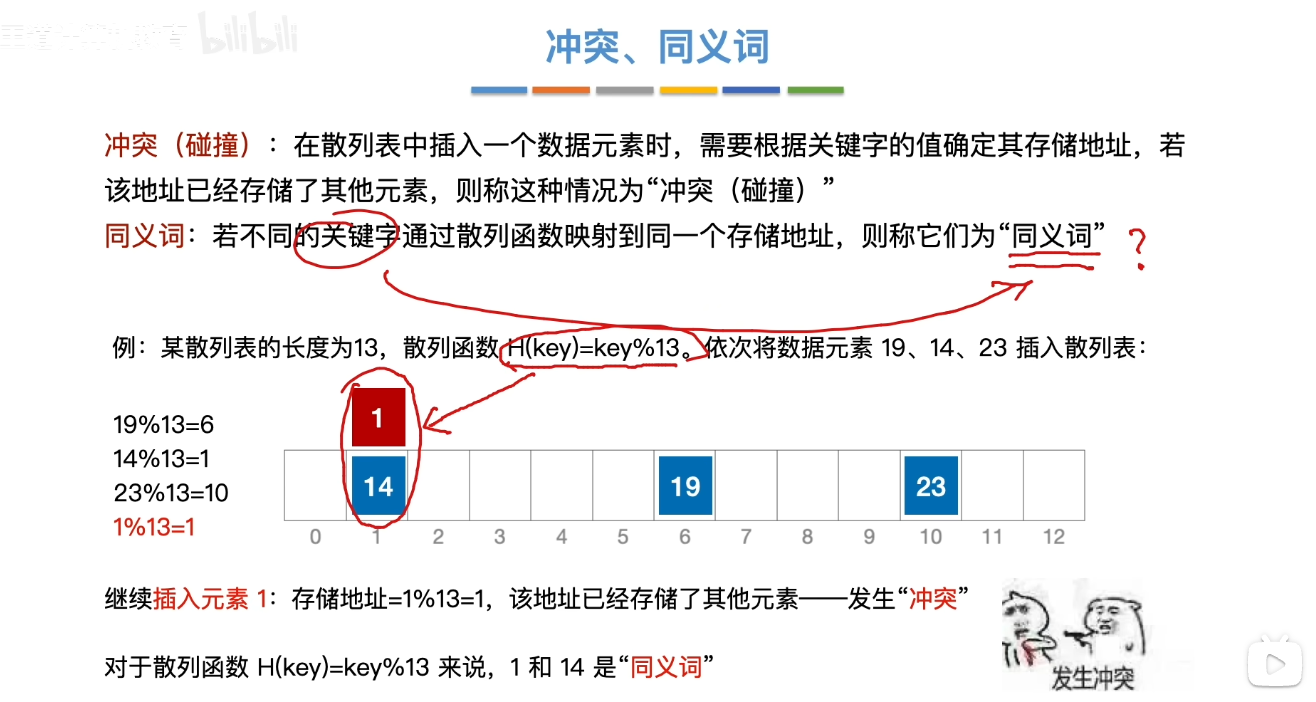 bilibili
冲突、同义词
冲突（碰撞）：在散列表中插入一个数据元素时，需要根据关键字的值确定其存储地址，若
该地址已经存储了其他元素，则称这种情况为“冲突（碰撞）”
同义词：若不同的关键字通过散列函数映射到同一个存储地址，则称它们为“同义词” ?
例：某散列表的长度为13，散列函数 H(key)=key%13。依次将数据元素 19、14、23 插入散列表：
1
19%13=6
14%13=1
23%13=10
1%13=1
14 19 23
0 1 2 3 4 5 6 7 8 9 10 11 12
继续插入元素 1：存储地址=1%13=1，该地址已经存储了其他元素——发生“冲突”
对于散列函数 H(key)=key%13 来说，1 和 14 是“同义词”
发生冲突